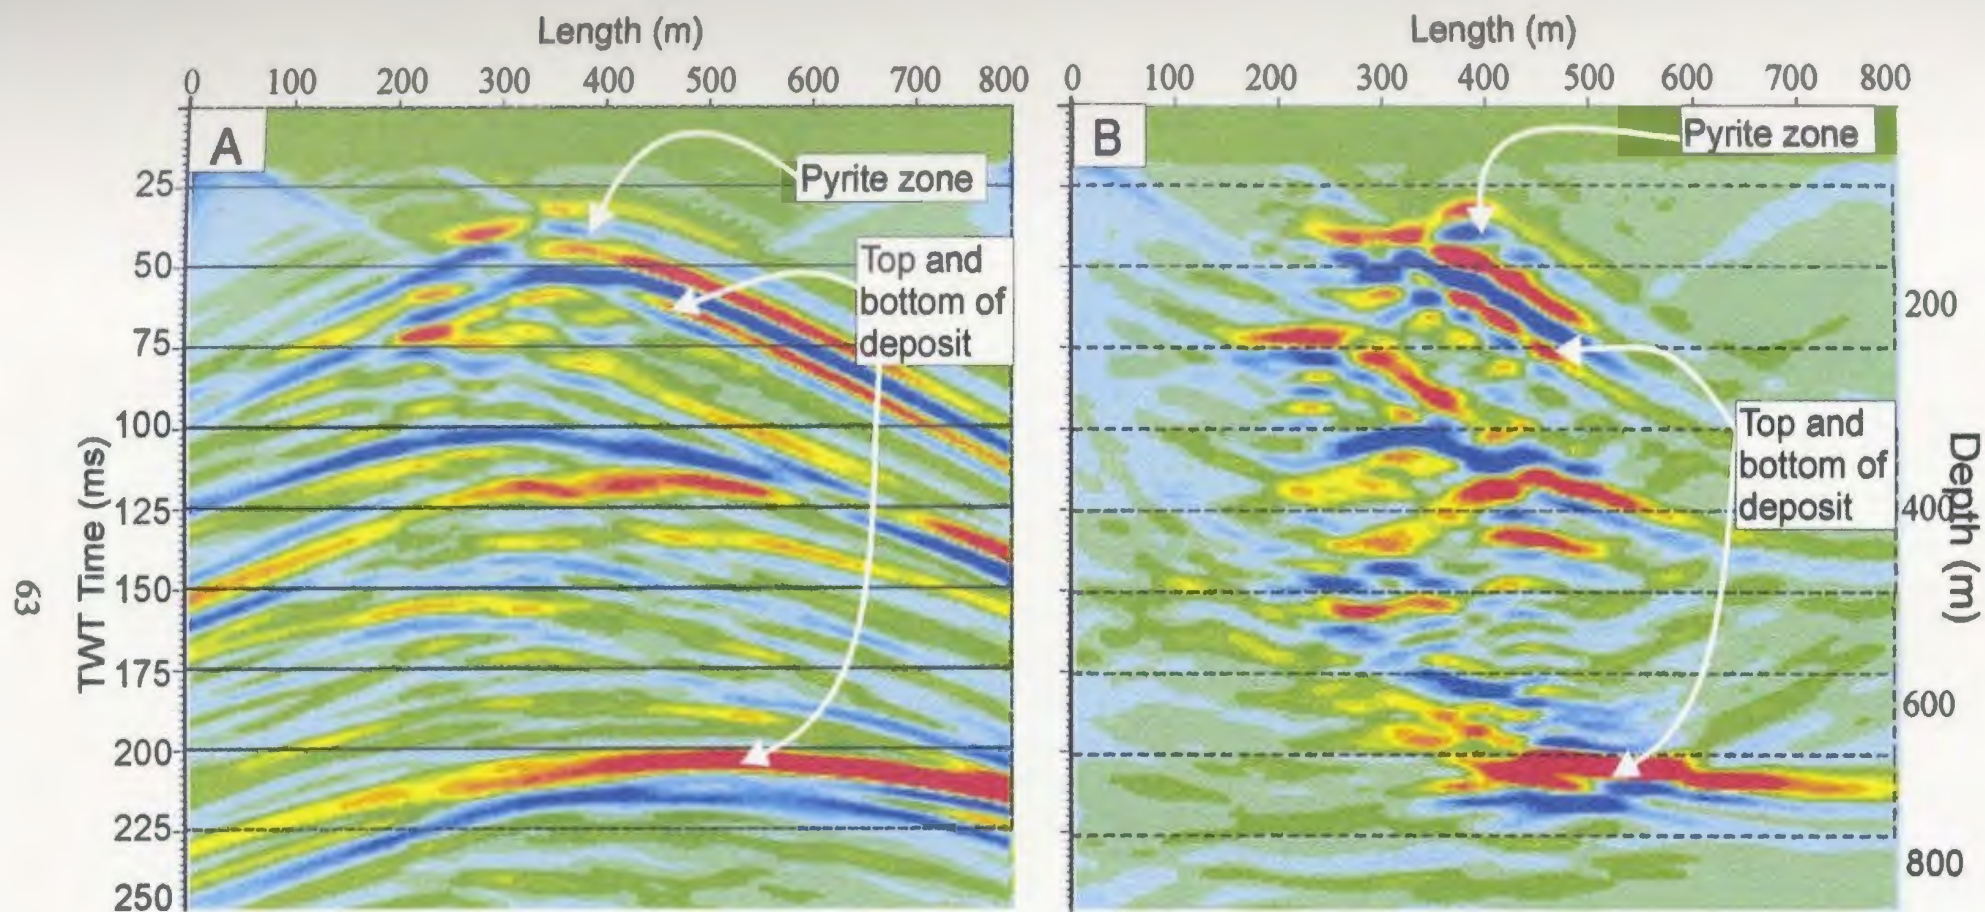 Length (m)
Length (m)
0 100 200 300 400 500 600 700 800
0 100 200 300 400 500 600 700 800
A
B
Pyrite zone
Pyrite zone
Top and
bottom of
deposit
Top and
bottom of
deposit
TWT Time (ms)
25
50
75
100
125
150
175
200
225
250
Depth (m)
200
400
600
800
63